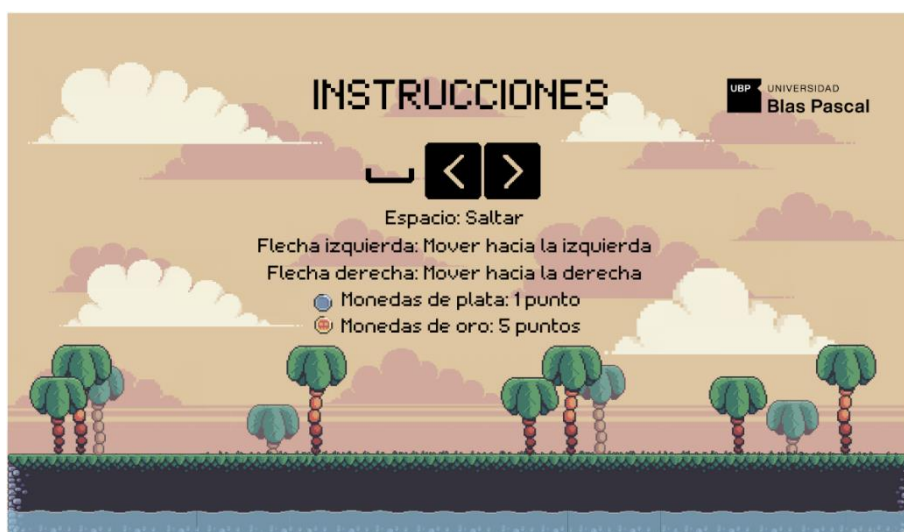 INSTRUCCIONES
UBP
UNIVERSIDAD
Blas Pascal
Espacio: Saltar
Flecha izquierda: Mover hacia la izquierda
Flecha derecha: Mover hacia la derecha
Monedas de plata: 1 punto
Monedas de oro: 5 puntos